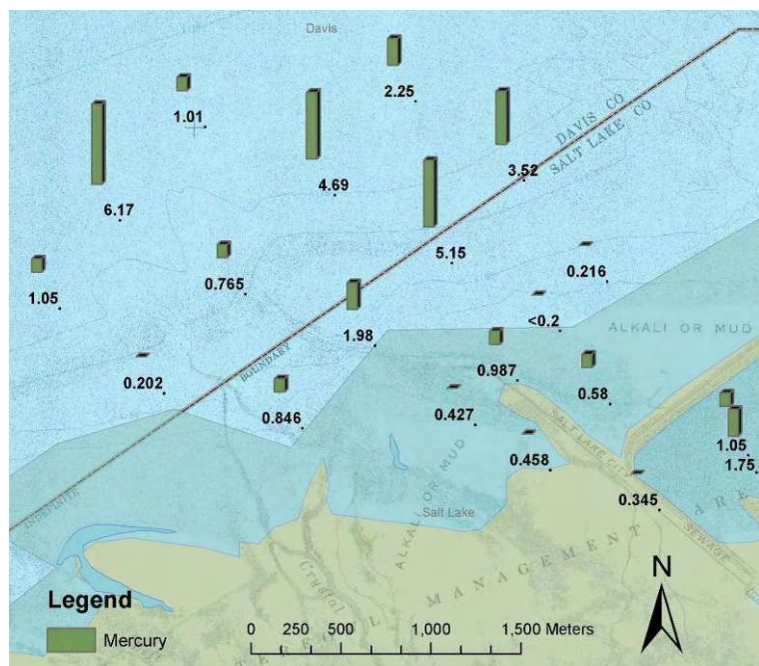 Davis
2.25
1.01
DAVIS CO
SALT LAKE CO
3.52
4.69
6.17
5.15
0.216
0.765
1.05
<0.2
1.98
ALKALI OR MUD
BOUNDARY
0.987
0.202
0.58
0.427
0.846
SALT LAKE CITY
1.05
0.458
1.75
0.345
INDEFINITE
ALKALI OR MUD
Salt Lake
SEWAGE
MANAGEMENT ARE
Crystal
N
Legend
Mercury
0 250 500 1,000 1,500 Meters